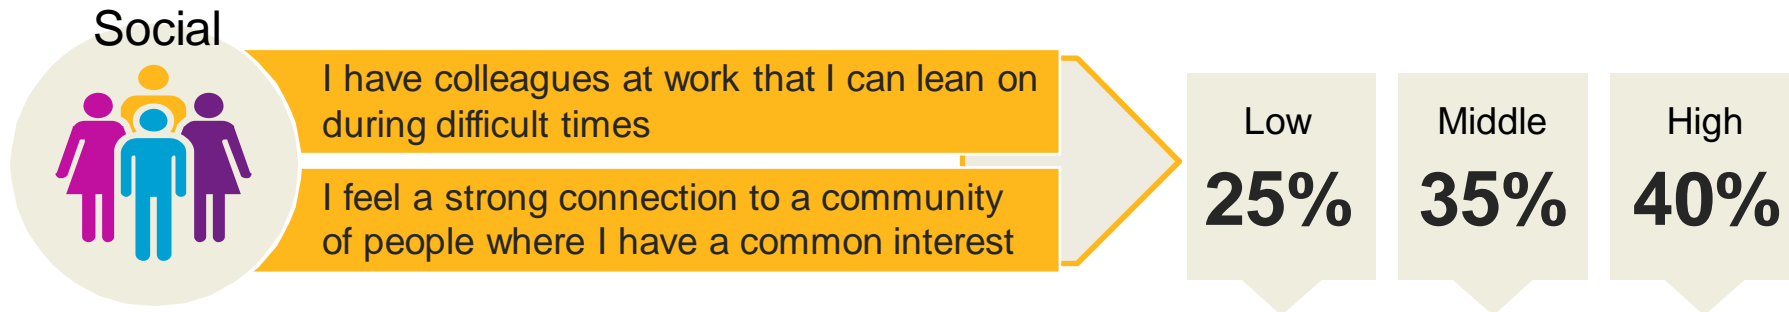 Social
I have colleagues at work that I can lean on
during difficult times
I feel a strong connection to a community
of people where I have a common interest
Low
25%
Middle
35%
High
40%